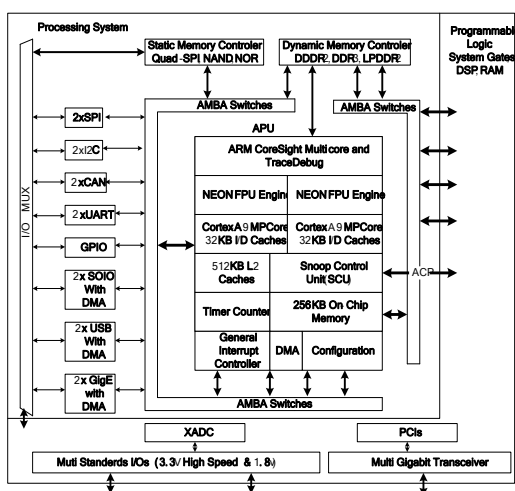 Processing System
Static Memory Controler
Quad-SPI, NAND,NOR
Dynamic Memory Controler
DDDR2, DDR3, LPDDR2
Programmabl
Logic
System Gates
DSP,RAM
AMBA Switches
AMBA Switches
APU
I/O MUX
2xSPI
2xI2C
2xCAN
2xUART
GPIO
2x SOIO
With
DMA
2x USB
With
DMA
2x GigE
with
DMA
ARM CoreSight Multicore and
TraceDebug
NEON FPU Engine
NEON FPU Engine
CortexA9 MPCore
32KB I/D Caches
CortexA9 MPCore
32KB I/D Caches
512KB L2
Caches
Snoop Control
Unit(SCU)
ACP
Timer Counter
256KB On Chip
Memory
General
Interrupt
Controller
DMA
Configuration
AMBA Switches
XADC
PCIs
Muti Standerds I/Os (3.3V High Speed & 1.8v)
Multi Gigabit Transceiver